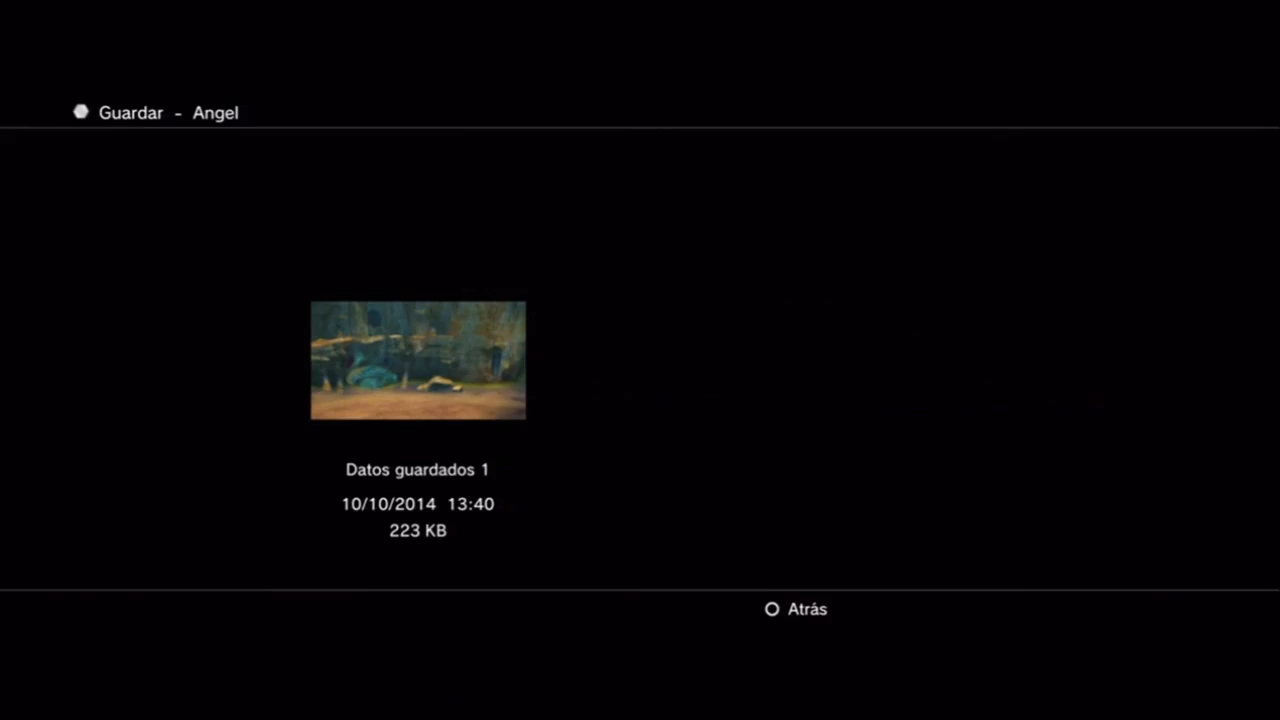 Guardar - Angel
Datos guardados 1
10/10/2014 13:40
223 KB
Atrás